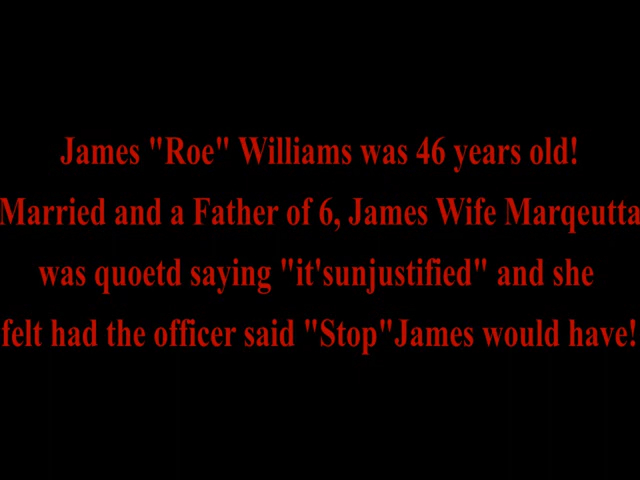 James "Roe" Williams was 46 years old!
Married and a Father of 6, James Wife Marqeutta
was quoetd saying "it'sunjustified" and she
felt had the officer said "Stop"James would have!